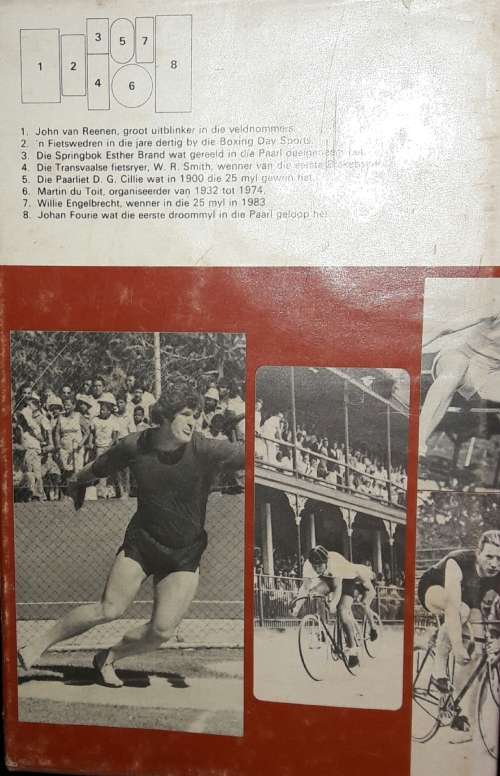 1
2
3
4
5
6
7
8
1. John van Reenen, groot uitblinker in die veldnommers.
2. 'n Fietswedren in die jare dertig by die Boxing Day Sports.
3. Die Springbok Esther Brand wat gereeld in die Paarl deelgeneem het.
4. Die Transvaalse fietsryer, W. R. Smith, wenner van die eerste
5. Die Paarliet D. G. Cillie wat in 1900 die 25 myl gewen het.
6. Martin du Toit, organiseerder van 1932 tot 1974.
7. Willie Engelbrecht, wenner in die 25 myl in 1983.
8. Johan Fourie wat die eerste droommyl in die Paarl geloop het.